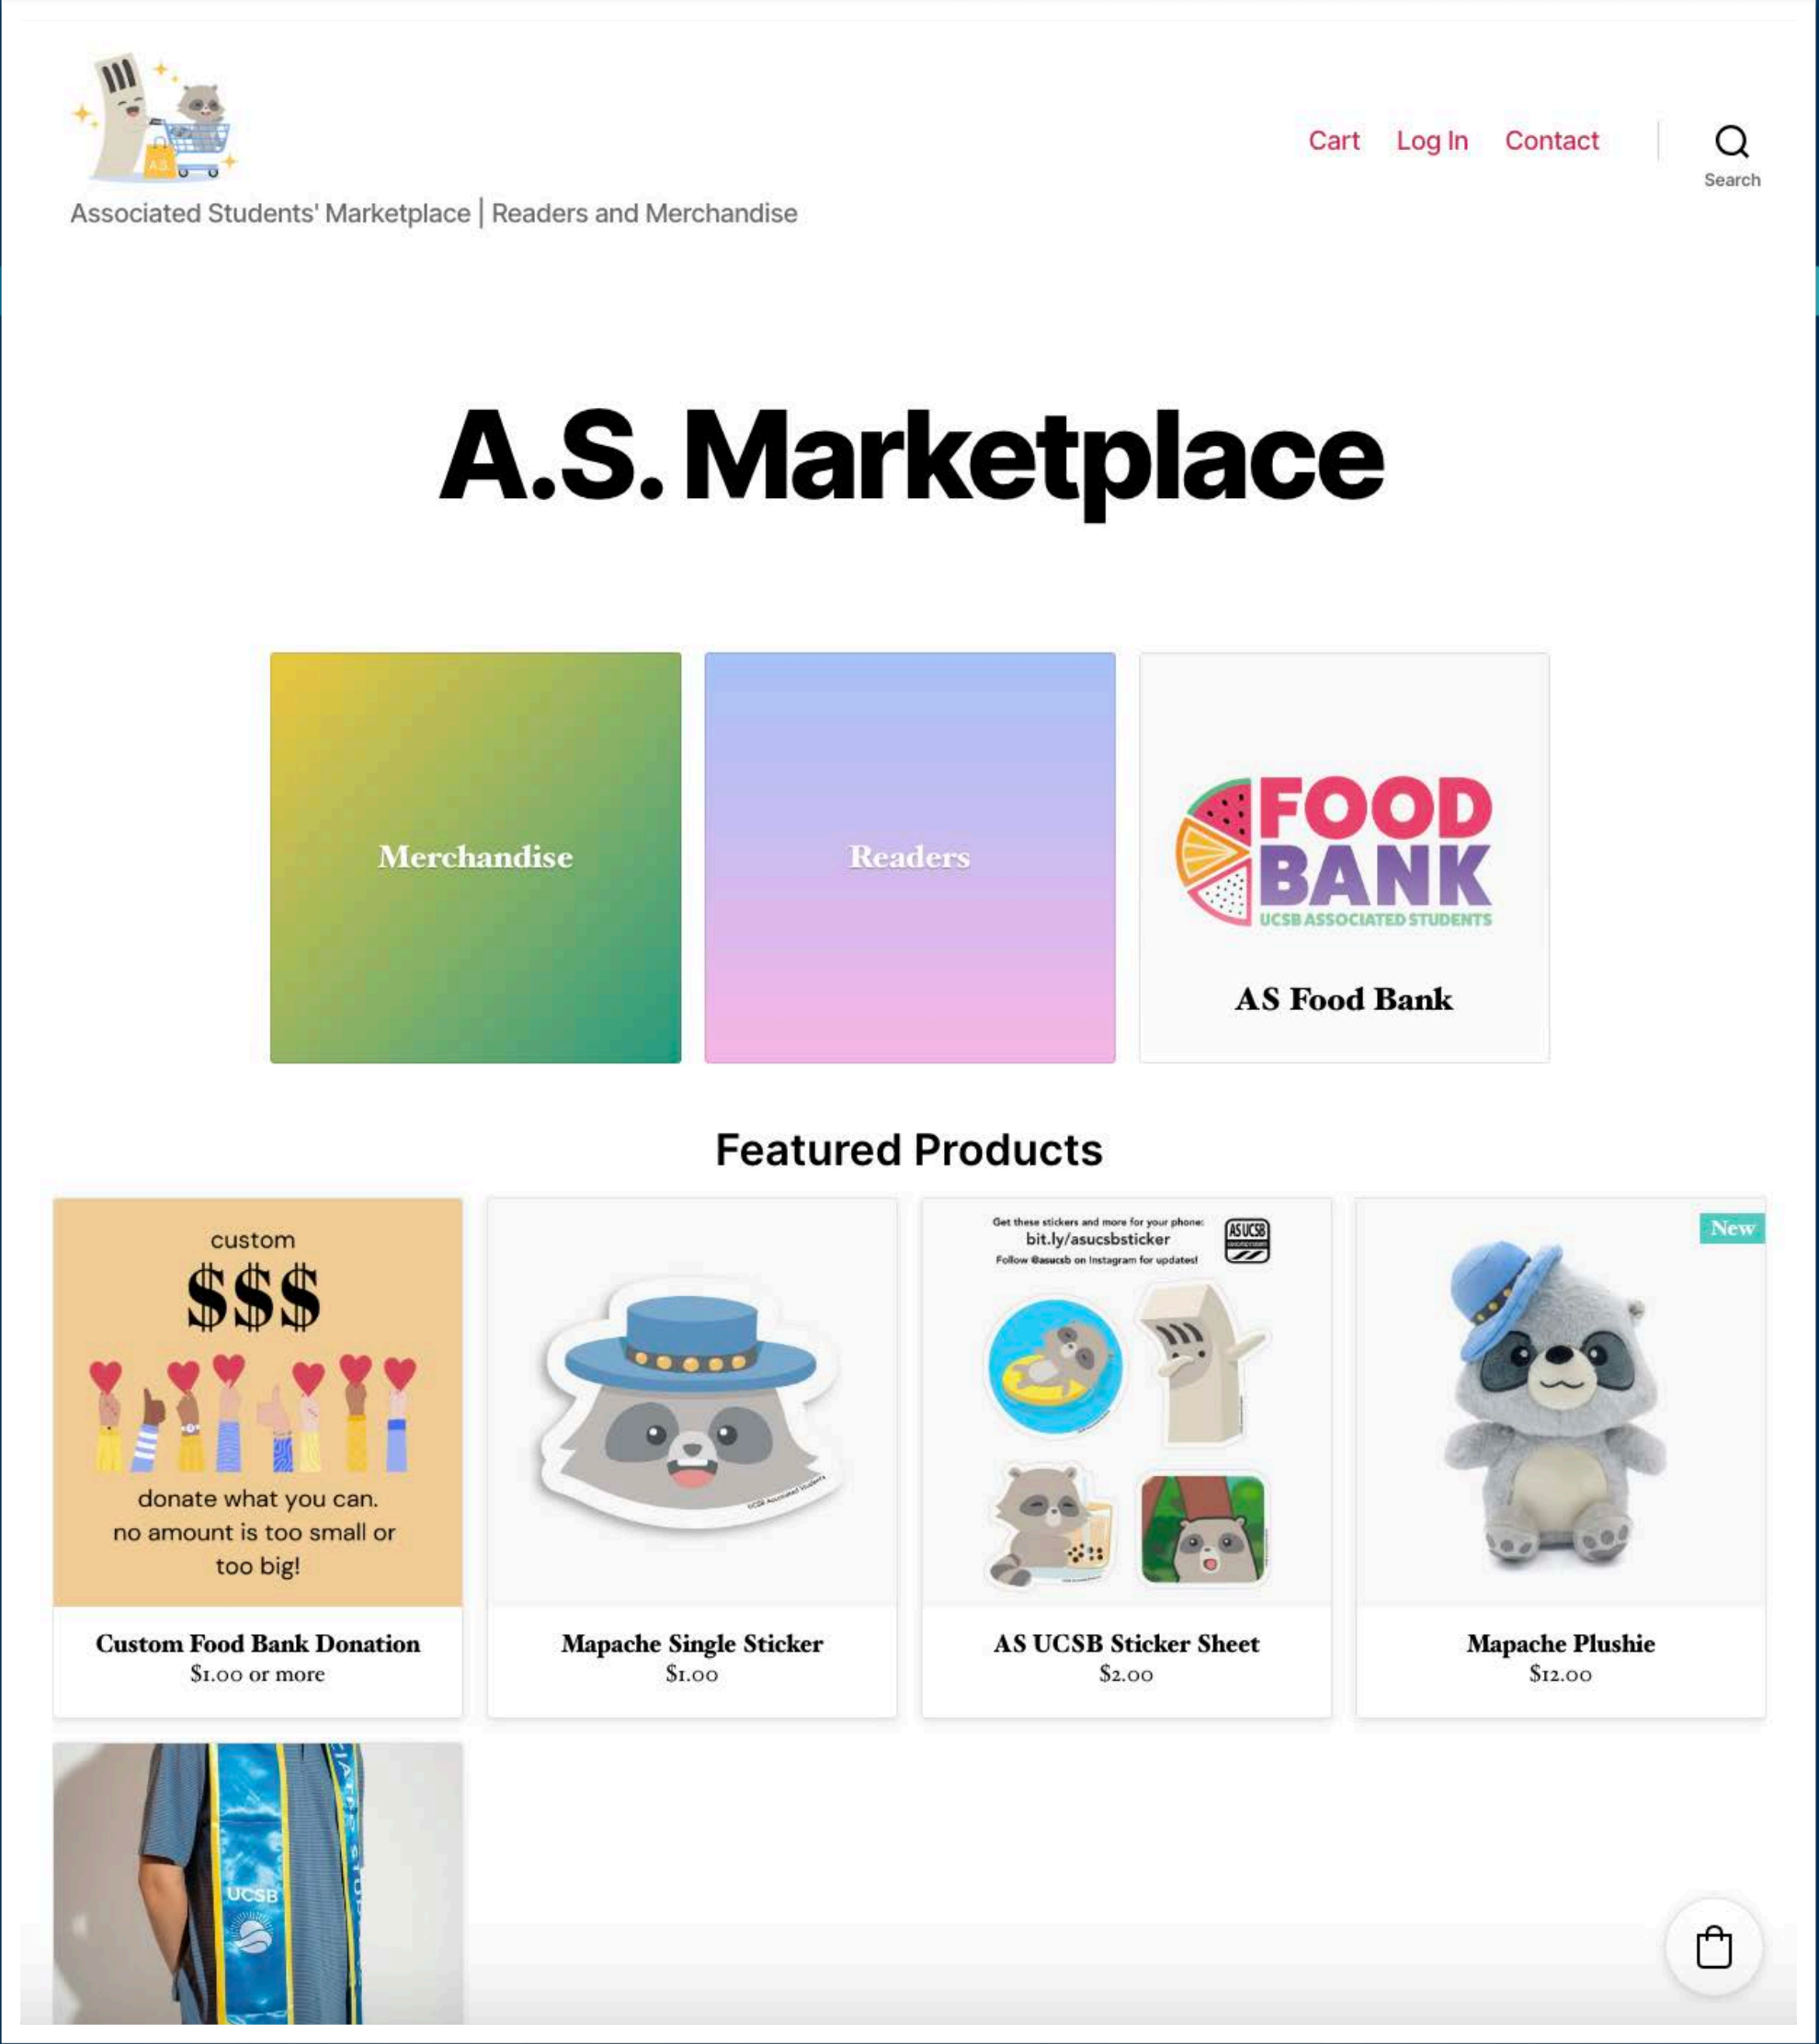 A.S.
Associated Students' Marketplace | Readers and Merchandise
Cart
Log In
Contact
Search
A.S. Marketplace
Merchandise
Readers
FOOD
BANK
UCSB ASSOCIATED STUDENTS
AS Food Bank
Featured Products
custom
$$$
donate what you can.
no amount is too small or
too big!
Custom Food Bank Donation
$1.00 or more
UCSB Associated Students
Mapache Single Sticker
$1.00
Get these stickers and more for your phone:
bit.ly/asucsbsticker
Follow @asucsb on Instagram for updates!
AS UCSB
AS UCSB Sticker Sheet
$2.00
New
Mapache Plushie
$12.00
UCSB